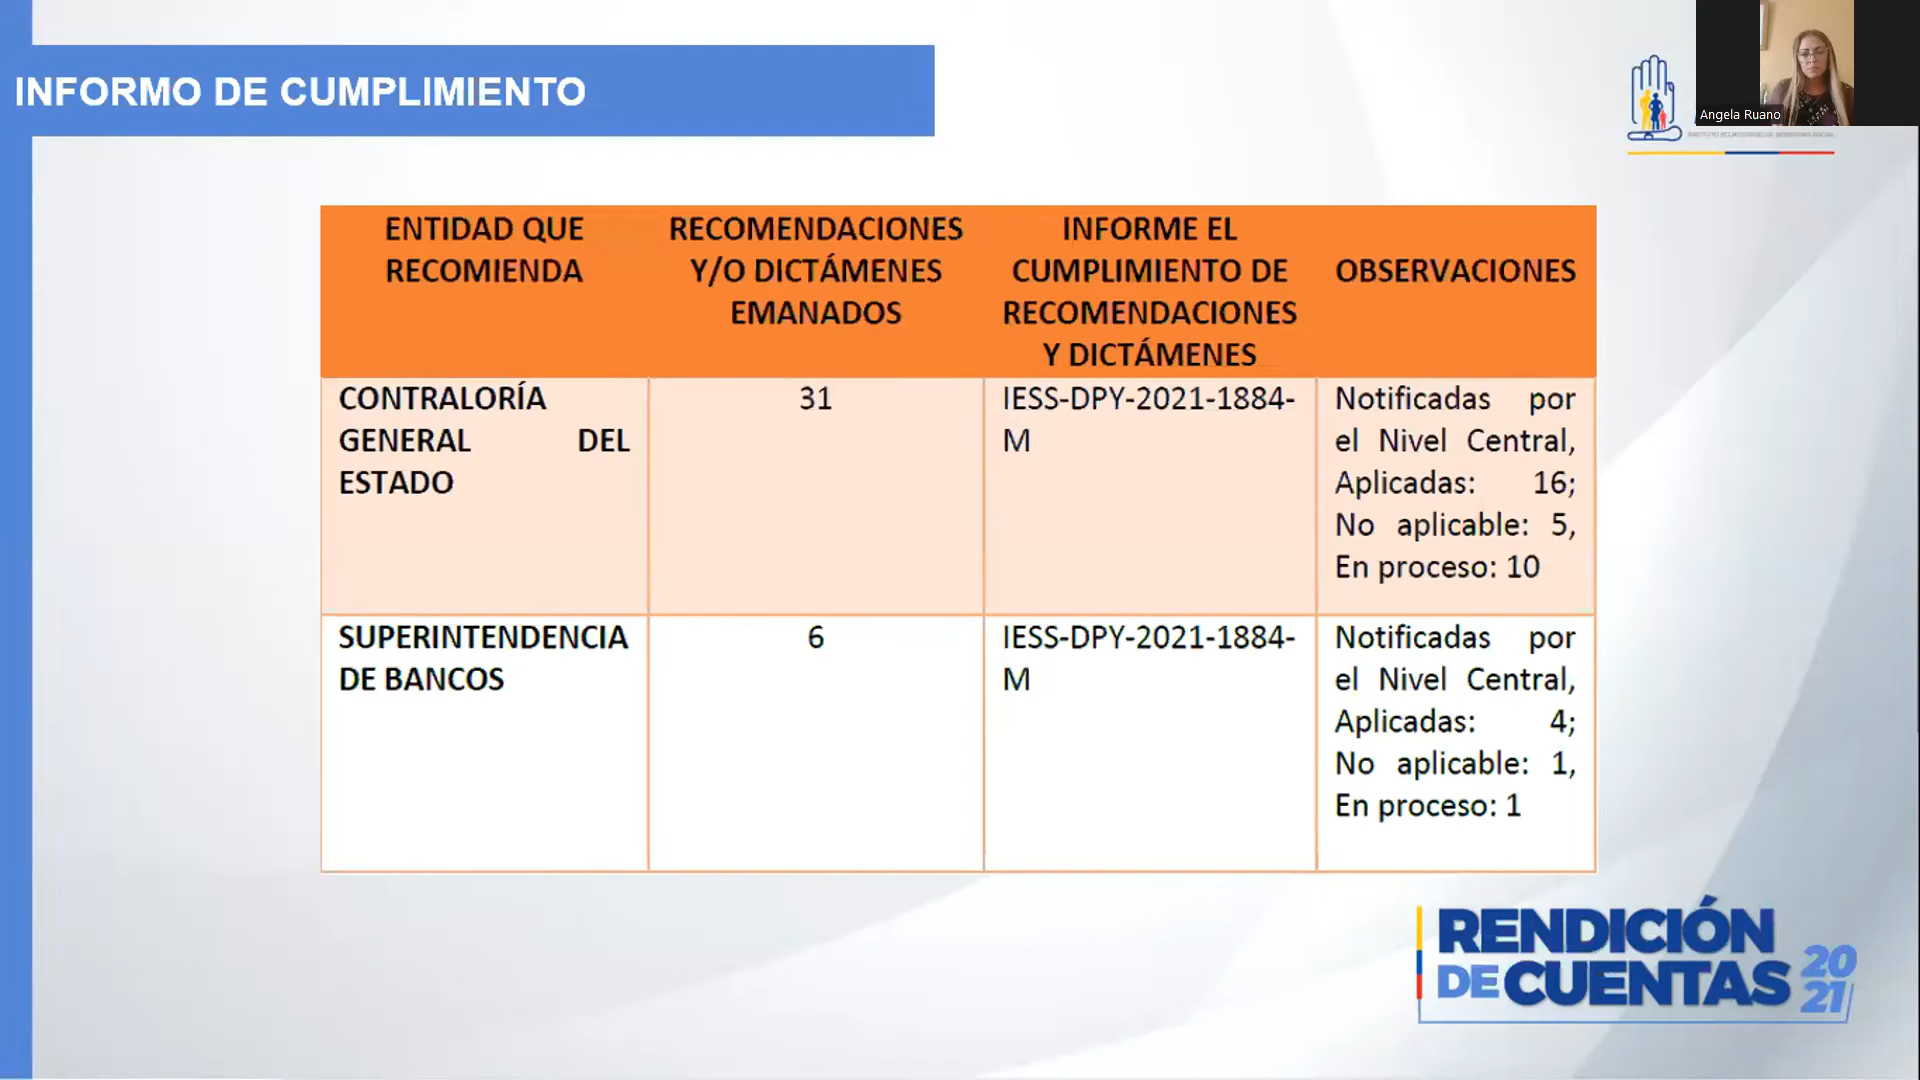 INFORMO DE CUMPLIMIENTO
Angela Ruano
ENTIDAD QUE
RECOMIENDA
RECOMENDACIONES
Y/O DICTÁMENES
EMANADOS
INFORME EL
CUMPLIMIENTO DE
RECOMENDACIONES
Y DICTÁMENES
OBSERVACIONES
CONTRALORÍA
GENERAL DEL
ESTADO
31
IESS-DPY-2021-1884-
M
Notificadas por
el Nivel Central,
Aplicadas: 16;
No aplicable: 5,
En proceso: 10
SUPERINTENDENCIA
DE BANCOS
6
IESS-DPY-2021-1884-
M
Notificadas por
el Nivel Central,
Aplicadas: 4;
No aplicable: 1,
En proceso: 1
RENDICIÓN
DE CUENTAS
20
21